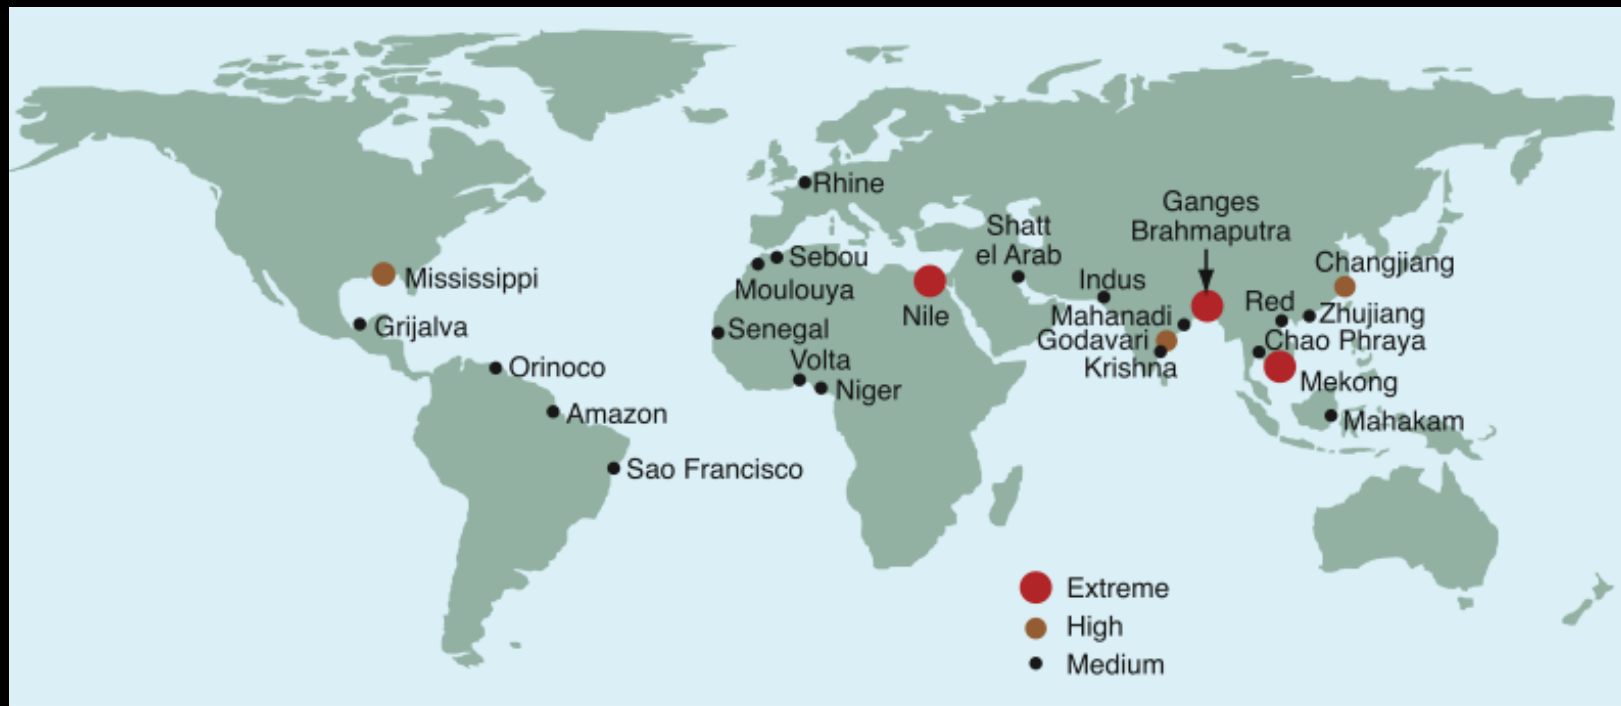 Rhine
Ganges
Brahmaputra
Shatt
el Arab
Sebou
Changjiang
Mississippi
Moulouya
Indus
Nile
Red
Mahanadi
Zhujiang
Grijalva
Senegal
Godavari
Chao Phraya
Volta
Krishna
Orinoco
Mekong
Niger
Amazon
Mahakam
Sao Francisco
Extreme
High
Medium